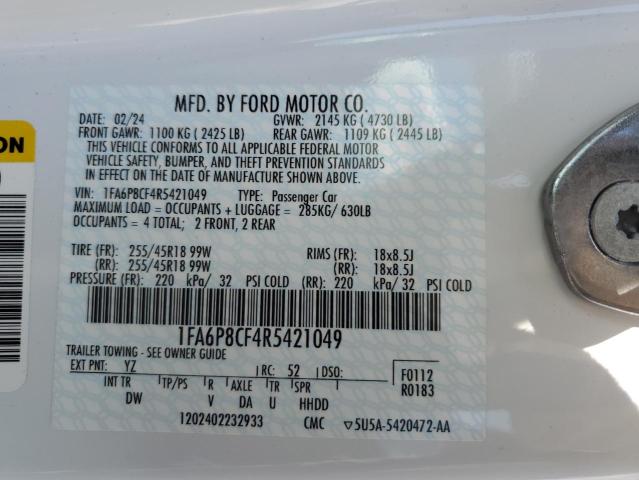 ION
MFD. BY FORD MOTOR CO.
DATE: 02/24 GVWR: 2145 KG ( 4730 LB)
FRONT GAWR: 1100 KG ( 2425 LB) REAR GAWR: 1109 KG ( 2445 LB)
THIS VEHICLE CONFORMS TO ALL APPLICABLE FEDERAL MOTOR
VEHICLE SAFETY, BUMPER, AND THEFT PREVENTION STANDARDS
IN EFFECT ON THE DATE OF MANUFACTURE SHOWN ABOVE.
VIN: 1FA6P8CF4R5421049 TYPE: Passenger Car
MAXIMUM LOAD = OCCUPANTS + LUGGAGE = 285KG/ 630LB
OCCUPANTS = 4 TOTAL; 2 FRONT, 2 REAR
TIRE (FR): 255/45R18 99W RIMS (FR): 18x8.5J
(RR): 255/45R18 99W (RR): 18x8.5J
PRESSURE (FR): 220 kPa/ 32 PSI COLD (RR): 220 kPa/ 32 PSI COLD
1FA6P8CF4R5421049
TRAILER TOWING - SEE OWNER GUIDE
EXT PNT: YZ RC: 52 DSO: F0112
INT TR TP/PS R AXLE TR SPR R0183
DW V DA U HHDD
1202402232933 CMC 5U5A-5420472-AA